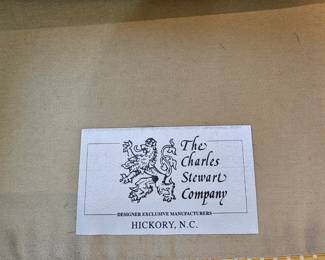 The
Charles
Stewart
Company
DESIGNER EXCLUSIVE MANUFACTURERS
HICKORY, N.C.